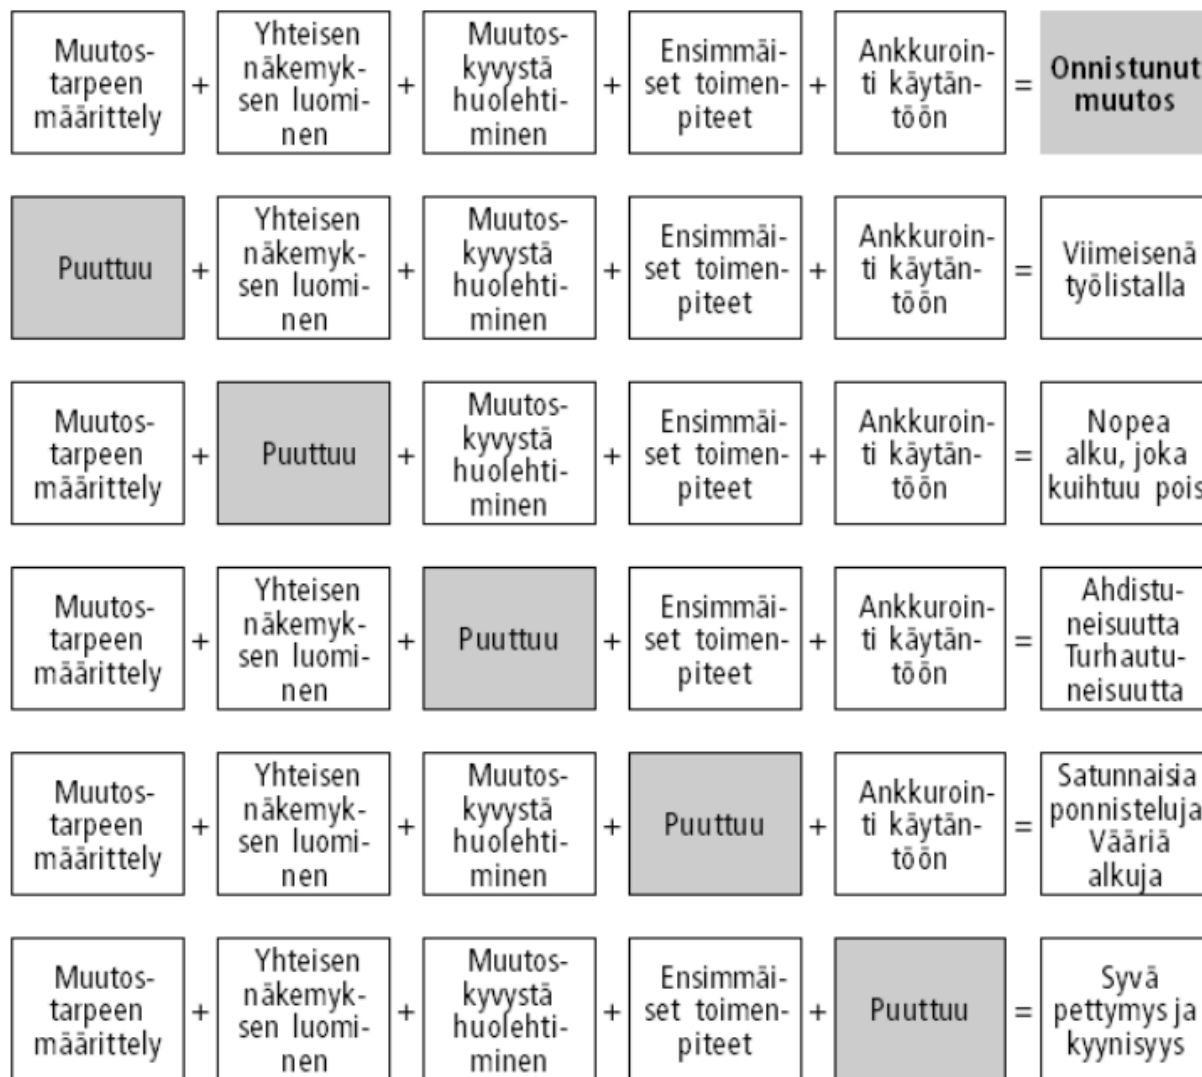 Muutos-
tarpeen
määrittely
+
Yhteisen
näkemyk-
sen luomi-
nen
+
Muutos-
kyvystä
huolehti-
minen
+
Ensimmäi-
set toimen-
piteet
+
Ankkuroin-
ti käytän-
töön
=
Onnistunut
muutos
Puuttuu
+
Yhteisen
näkemyk-
sen luomi-
nen
+
Muutos-
kyvystä
huolehti-
minen
+
Ensimmäi-
set toimen-
piteet
+
Ankkuroin-
ti käytän-
töön
=
Viimeisenä
työlistalla
Muutos-
tarpeen
määrittely
+
Puuttuu
+
Muutos-
kyvystä
huolehti-
minen
+
Ensimmäi-
set toimen-
piteet
+
Ankkuroin-
ti käytän-
töön
=
Nopea
alku, joka
kuihtuu pois
Muutos-
tarpeen
määrittely
+
Yhteisen
näkemyk-
sen luomi-
nen
+
Puuttuu
+
Ensimmäi-
set toimen-
piteet
+
Ankkuroin-
ti käytän-
töön
=
Ahdistu-
neisuutta
Turhautu-
neisuutta
Muutos-
tarpeen
määrittely
+
Yhteisen
näkemyk-
sen luomi-
nen
+
Muutos-
kyvystä
huolehti-
minen
+
Puuttuu
+
Ankkuroin-
ti käytän-
töön
=
Satunnaisia
ponnisteluja
Vääriä
alkuja
Muutos-
tarpeen
määrittely
+
Yhteisen
näkemyk-
sen luomi-
nen
+
Muutos-
kyvystä
huolehti-
minen
+
Ensimmäi-
set toimen-
piteet
+
Puuttuu
=
Syvä
pettymys ja
kyynisyys